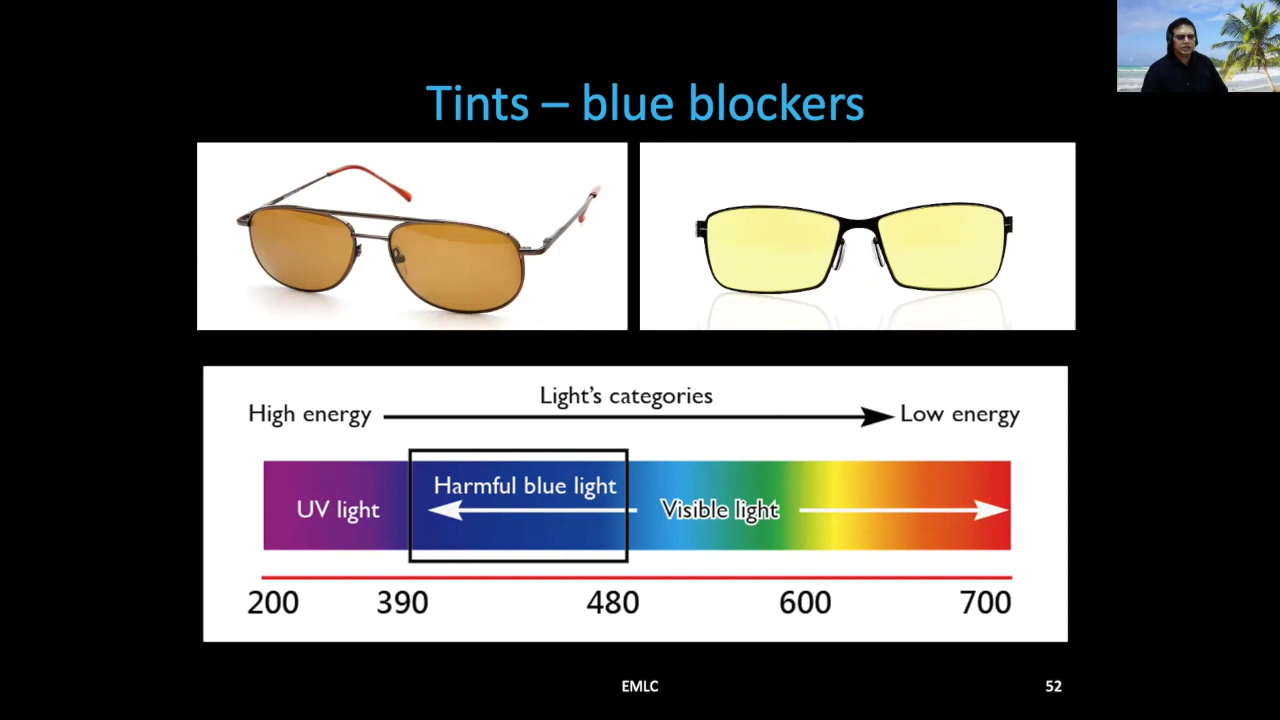 Tints – blue blockers
Light's categories
High energy
Low energy
Harmful blue light
UV light
Visible light
200 390 480 600 700
EMLC
52